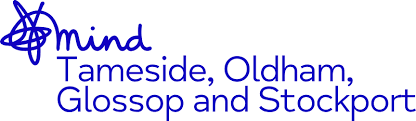 mind
Tameside, Oldham,
Glossop and Stockport